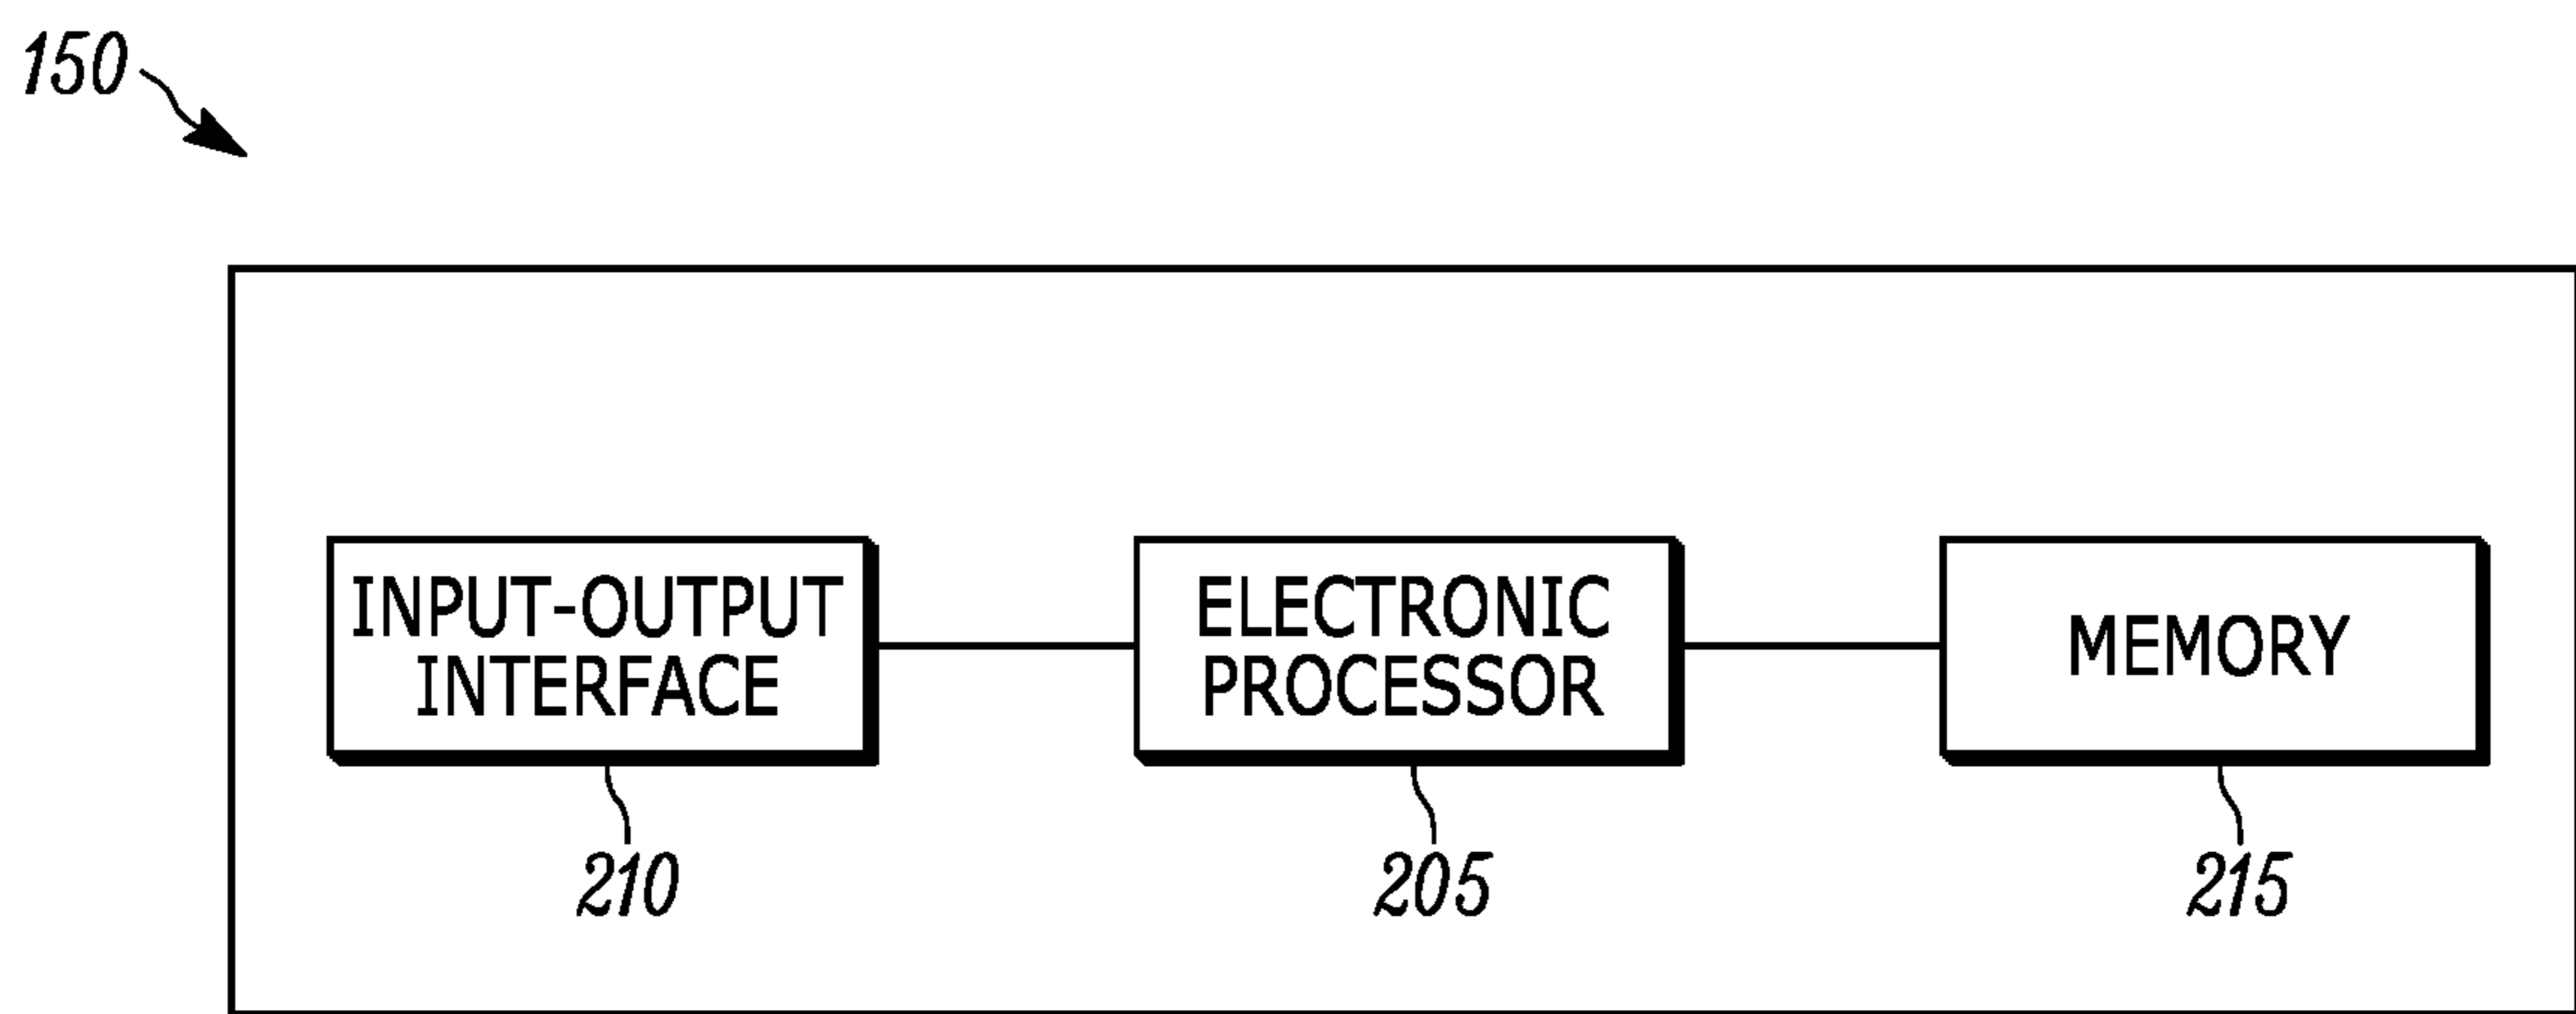 150
INPUT-OUTPUT
INTERFACE
ELECTRONIC
PROCESSOR
MEMORY
210
205
215